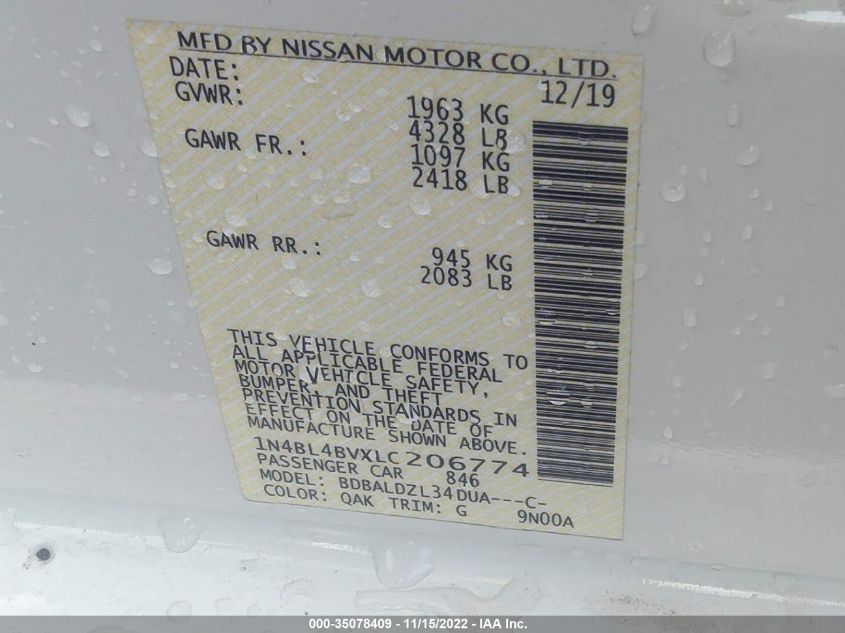 MFD BY NISSAN MOTOR CO., LTD.
DATE: 12/19
GVWR: 1963 KG
4328 LB
GAWR FR.: 1097 KG
2418 LB
GAWR RR.: 945 KG
2083 LB
THIS VEHICLE CONFORMS TO
ALL APPLICABLE FEDERAL
MOTOR VEHICLE SAFETY,
BUMPER, AND THEFT
PREVENTION STANDARDS IN
EFFECT ON THE DATE OF
MANUFACTURE SHOWN ABOVE.
1N4BL4BVXLC206774
PASSENGER CAR 846
MODEL: BDBALDZL34DUA---C-
COLOR: QAK TRIM: G 9N00A
000-35078409 - 11/15/2022 - IAA Inc.